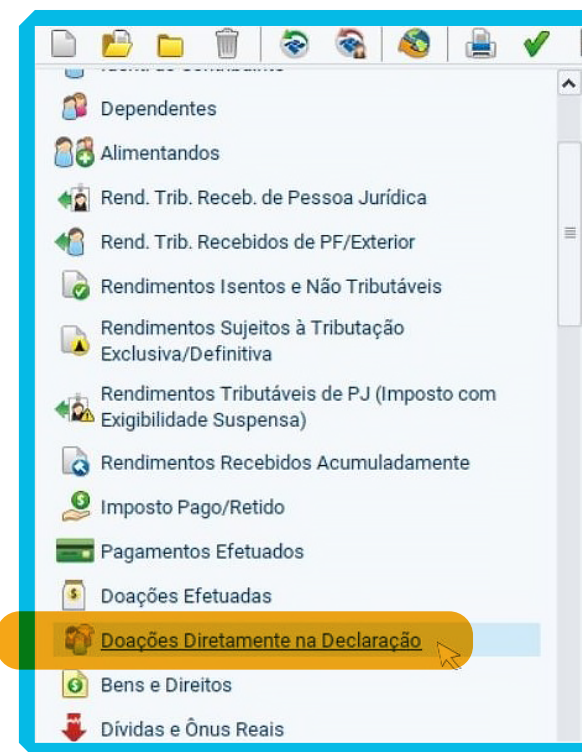 Dependentes
Alimentandos
Rend. Trib. Receb. de Pessoa Jurídica
Rend. Trib. Recebidos de PF/Exterior
Rendimentos Isentos e Não Tributáveis
Rendimentos Sujeitos à Tributação
Exclusiva/Definitiva
Rendimentos Tributáveis de PJ (Imposto com
Exigibilidade Suspensa)
Rendimentos Recebidos Acumuladamente
Imposto Pago/Retido
Pagamentos Efetuados
Doações Efetuadas
Doações Diretamente na Declaração
Bens e Direitos
Dívidas e Ônus Reais